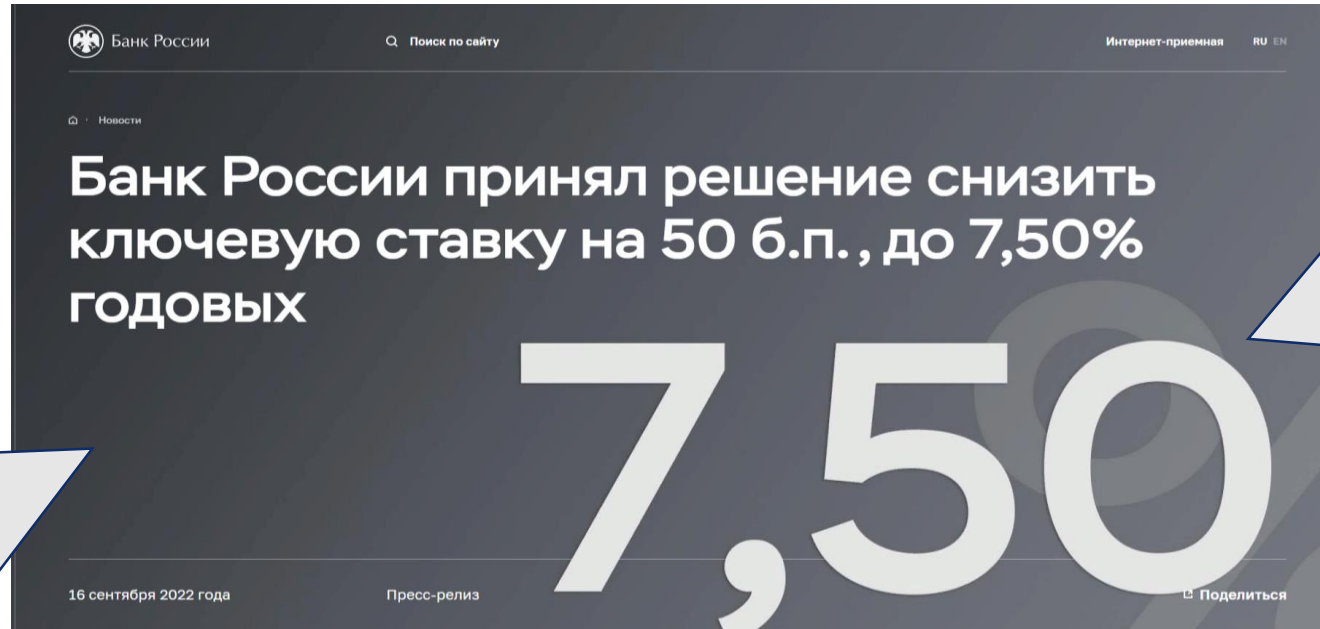 Банк России
Поиск по сайту
Интернет-приемная RU EN
Новости
Банк России принял решение снизить
ключевую ставку на 50 б.п., до 7,50%
годовых
7,50
%
16 сентября 2022 года
Пресс-релиз
Поделиться